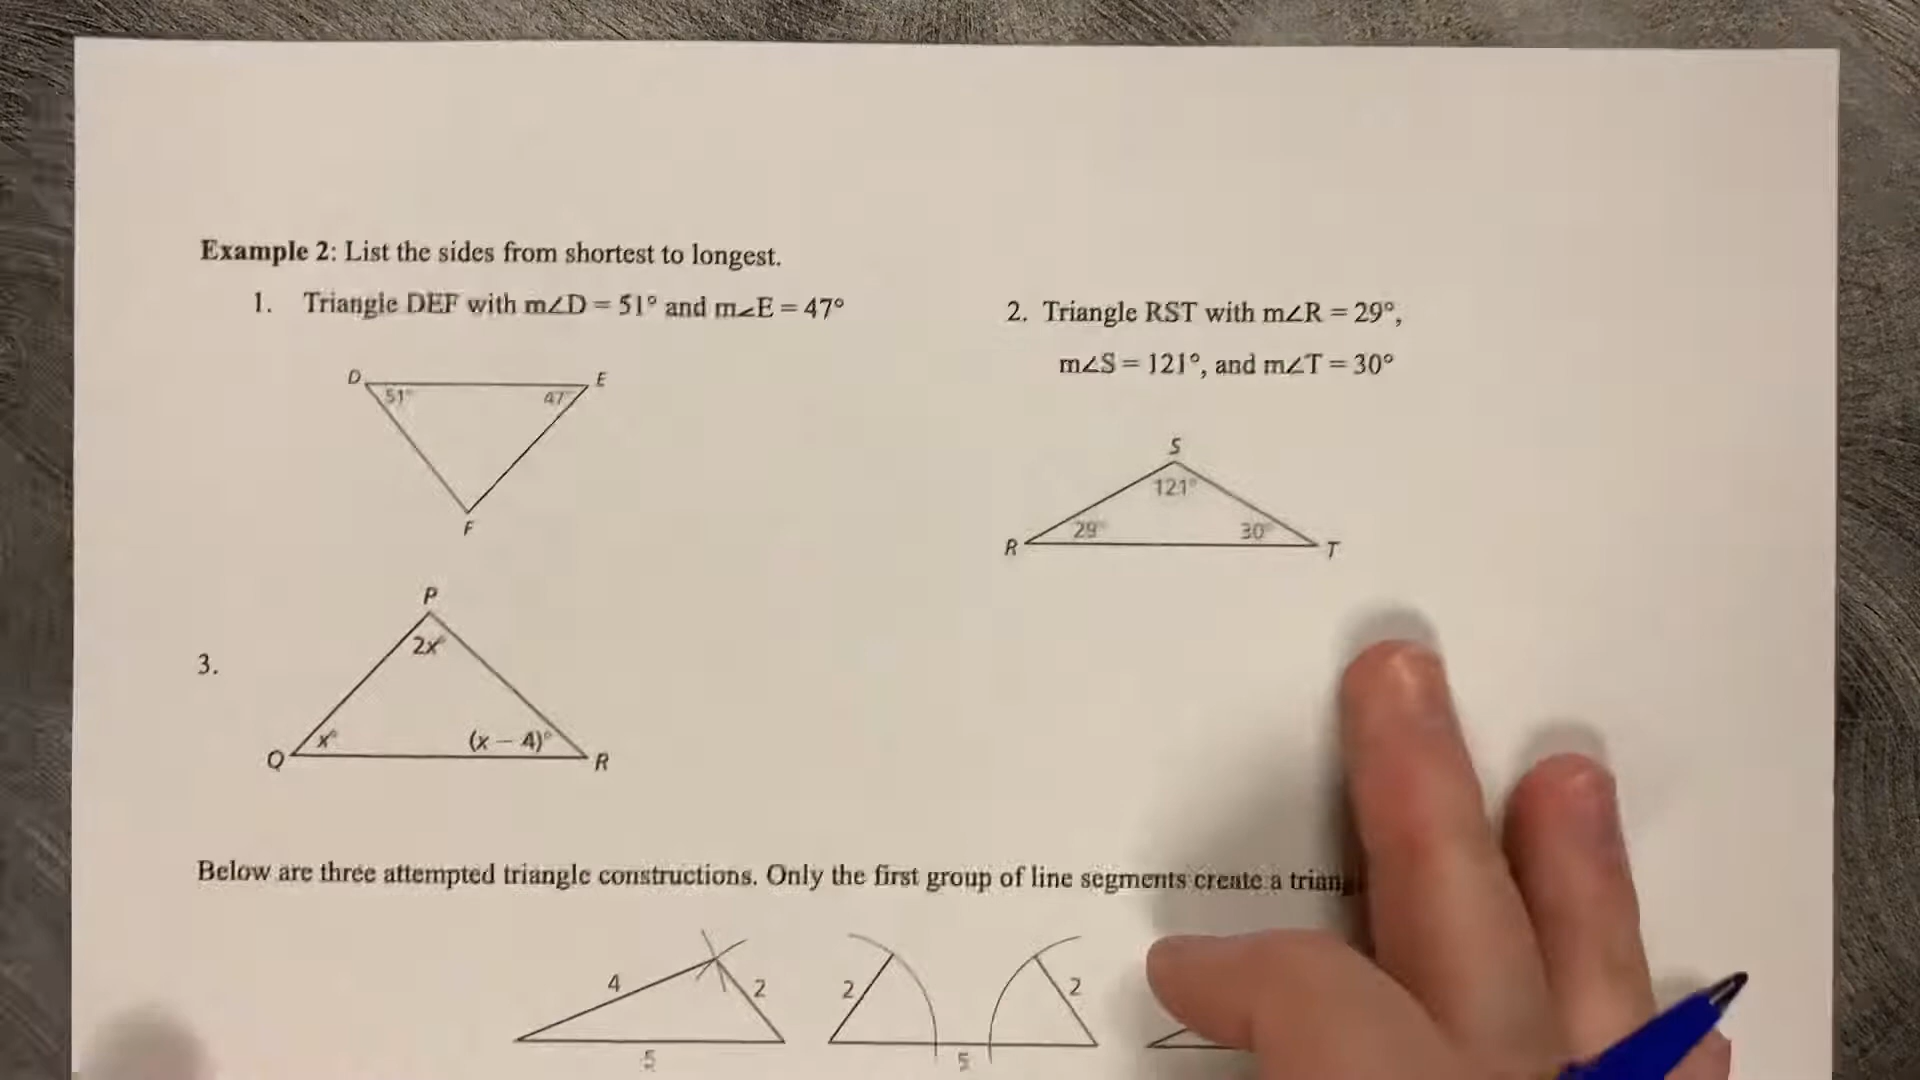 Example 2: List the sides from shortest to longest.
1. Triangle DEF with m∠D = 51° and m∠E = 47°
2. Triangle RST with m∠R = 29°,
m∠S = 121°, and m∠T = 30°
D
51°
47
E
F
S
121°
R
29°
30°
T
3.
P
2x°
Q
x°
(x – 4)°
R
Below are three attempted triangle constructions. Only the first group of line segments create a
4
2
5
2
2
5